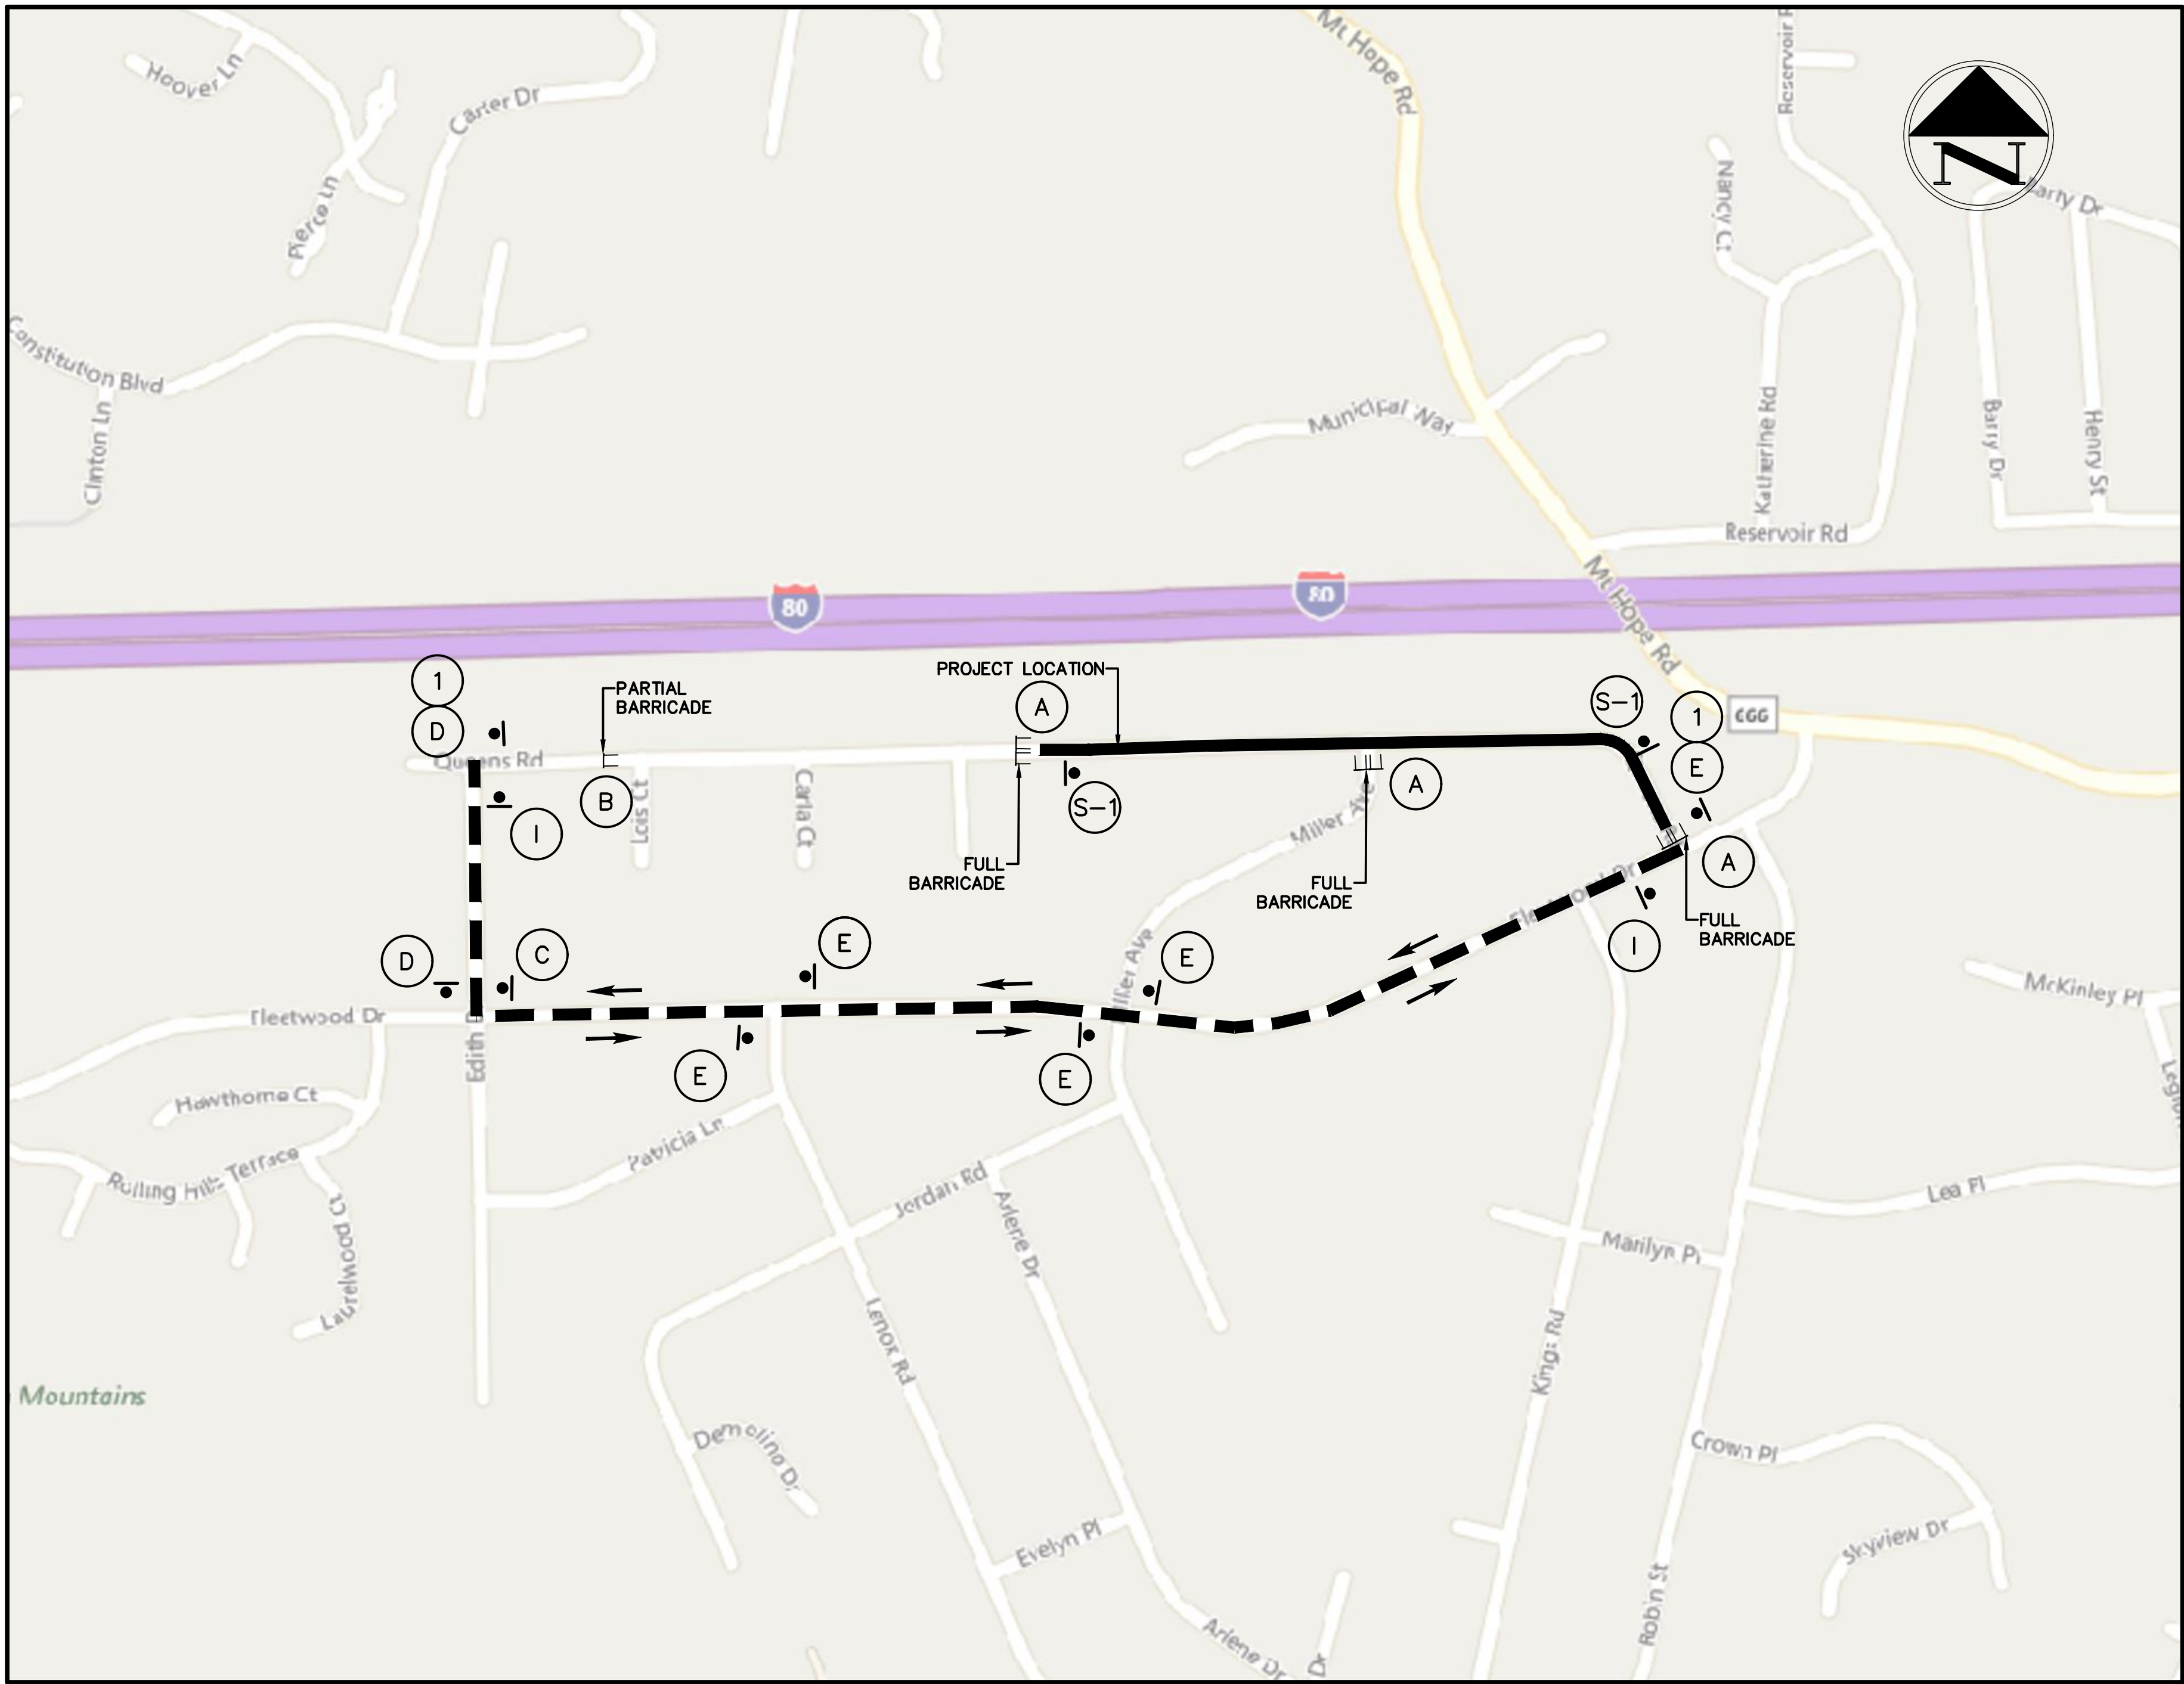 Hoover Ln
Carter Dr
Pierce Ln
Mt Hope Rd
Nancy Ct
N
Constitution Blvd
Clinton Ln
Municipal Way
Katherine Rd
Barry Dr
Henry St
Reservoir Rd
80
80
Mt Hope Rd
1
D
PARTIAL
BARRICADE
PROJECT LOCATION
A
S-1
1
E
Queens Rd
B
I
Lois Ct
Carla Ct
S-1
A
Miller Ave
FULL
BARRICADE
FULL
BARRICADE
A
FULL
BARRICADE
I
D
C
E
E
Miller Ave
Fleetwood Dr
E
E
McKinley Pl
Hawthorne Ct
Rolling Hills Terrace
Laurelwood Ct
Patricia Ln
Jordan Rd
Arlene Dr
Lenox Rd
Lea Pl
Marilyn Pl
Kings Rd
Mountains
Crown Pl
Evelyn Pl
Skyview Dr
Robin St
Arlene Dr
Dr